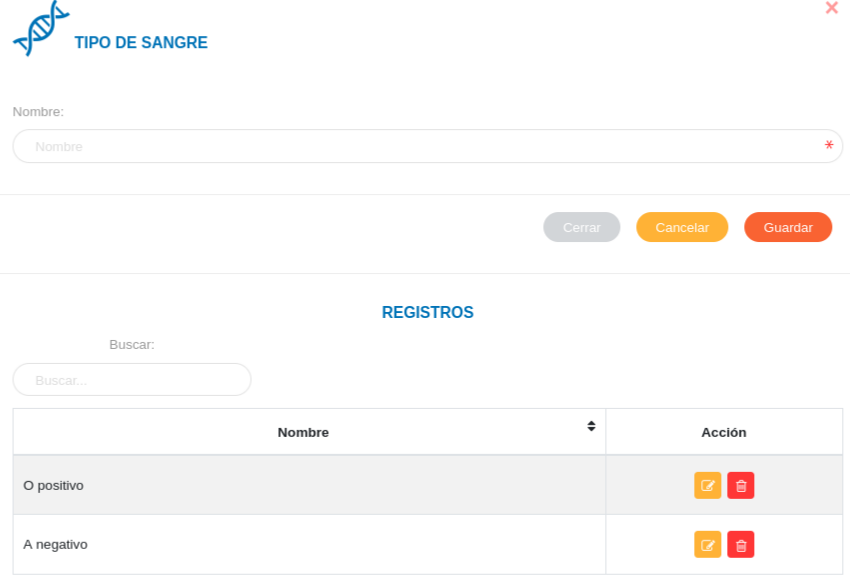 TIPO DE SANGRE
Nombre:
Nombre *
Cerrar Cancelar Guardar
REGISTROS
Buscar:
Buscar...
Nombre Acción
O positivo
A negativo